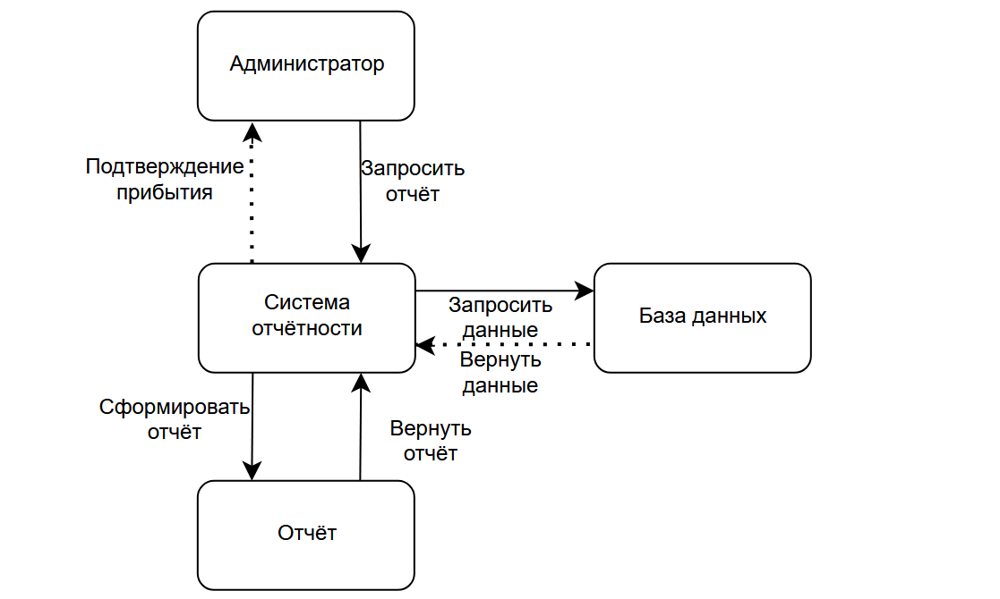 Администратор
Подтверждение
прибытия
Запросить
отчёт
Система
отчётности
Запросить
данные
База данных
Вернуть
данные
Сформировать
отчёт
Вернуть
отчёт
Отчёт